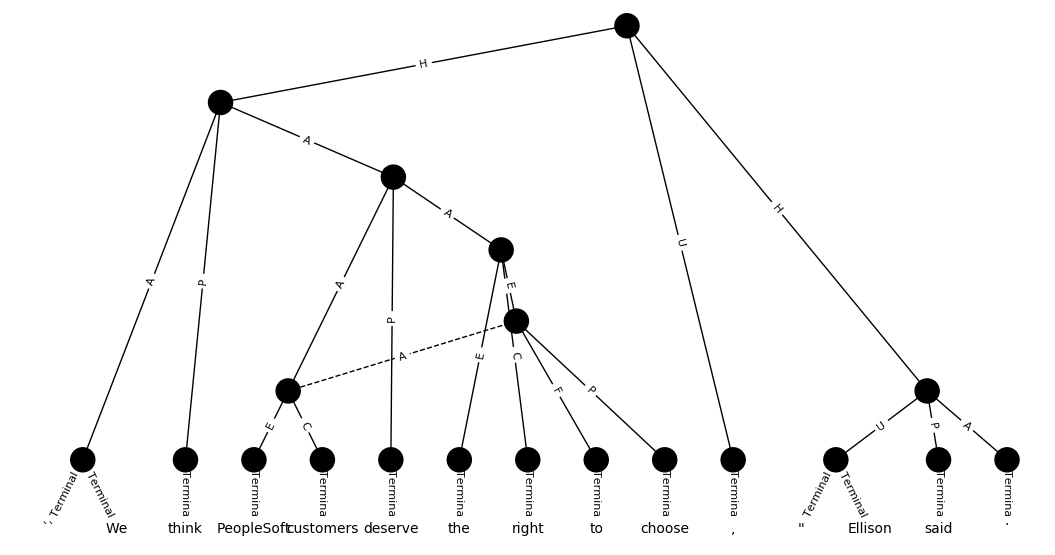 H
A
A
A
H
U
A
P
A
P
E
E
C
A
F
P
E
C
U
P
A
Terminal Terminal Termina Termina Termina Termina Termina Termina Termina Termina Termina Terminal Terminal Termina Termina
`` We think PeopleSoft customers deserve the right to choose , " Ellison said .